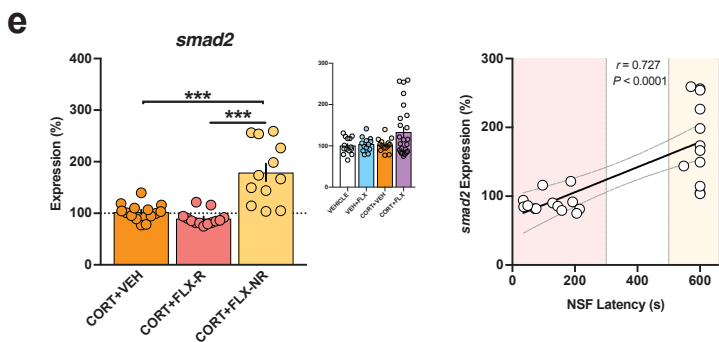 e
smad2
Expression (%)
400
300
200
100
0
***
***
CORT+VEH
CORT+FLX-R
CORT+FLX-NR
300
200
100
0
VEHICLE
VEH+FLX
CORT+VEH
CORT+FLX
smad2 Expression (%)
300
200
100
0
r = 0.727
P < 0.0001
0
200
400
600
NSF Latency (s)